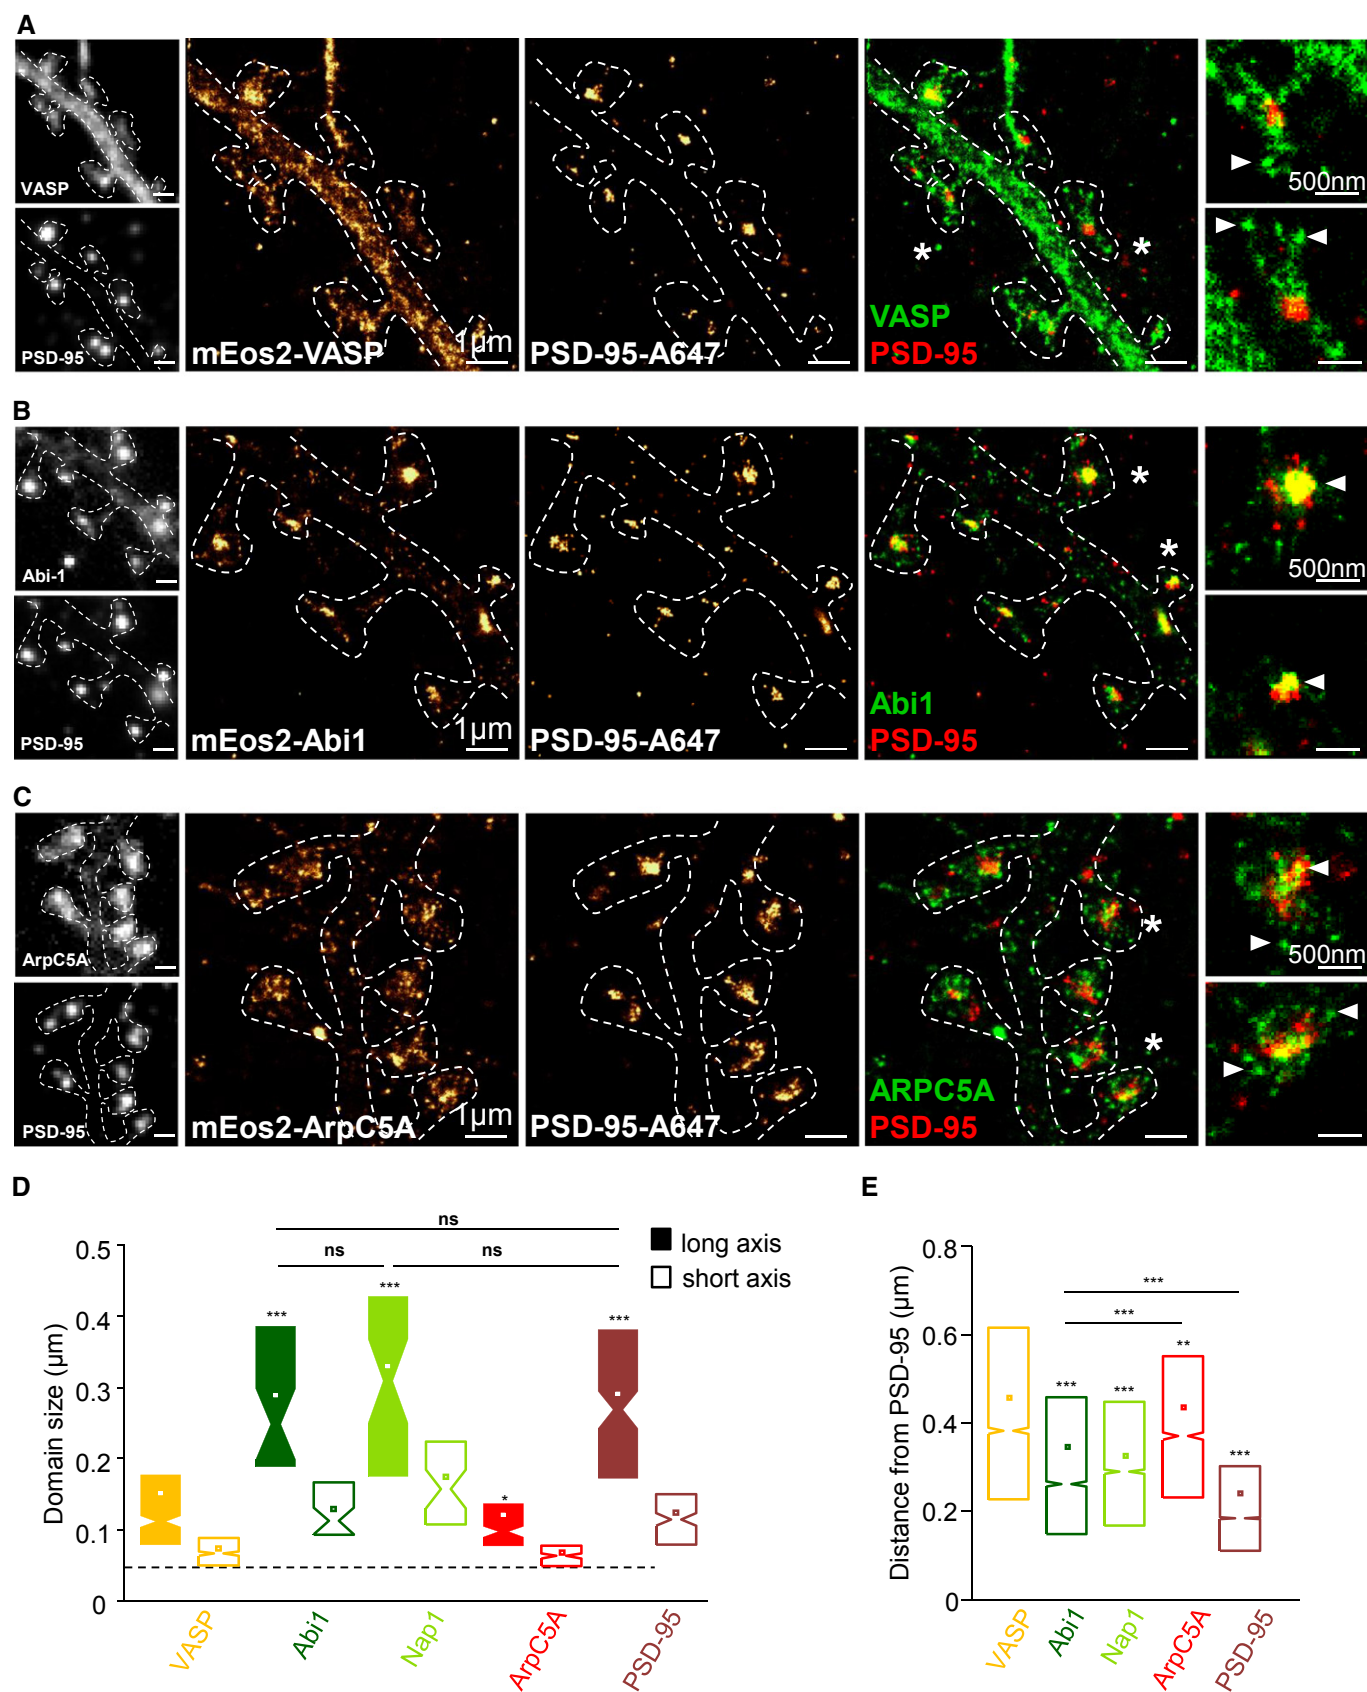 A
VASP
PSD-95
mEos2-VASP
1μm
PSD-95-A647
VASP
PSD-95
*
*
500nm
B
Abi-1
PSD-95
mEos2-Abi1
1μm
PSD-95-A647
Abi1
PSD-95
*
*
500nm
C
ArpC5A
PSD-95
mEos2-ArpC5A
1μm
PSD-95-A647
ARPC5A
PSD-95
*
*
500nm
D
ns
ns
ns
long axis
short axis
Domain size (μm)
0.5
0.4
0.3
0.2
0.1
0
***
***
*
***
VASP
Abi1
Nap1
ArpC5A
PSD-95
E
Distance from PSD-95 (μm)
0.8
0.6
0.4
0.2
0
***
***
***
***
**
***
VASP
Abi1
Nap1
ArpC5A
PSD-95